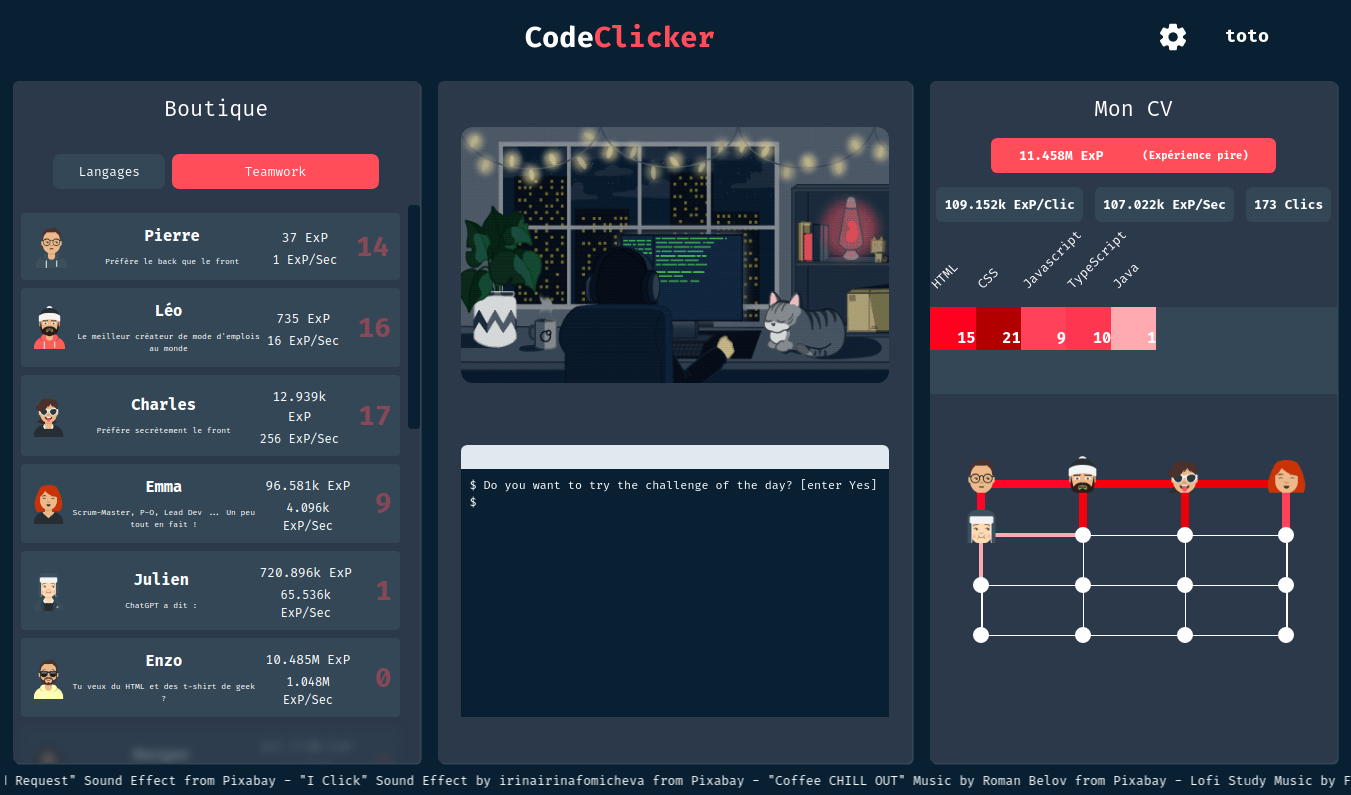 CodeClicker
toto
Boutique
Langages
Teamwork
Pierre
Préfère le back que le front
37 ExP
1 ExP/Sec
14
Léo
Le meilleur créateur de mode d'emplois
au monde
735 ExP
16 ExP/Sec
16
Charles
Préfère secrètement le front
12.939k
ExP
256 ExP/Sec
17
Emma
Scrum-Master, P-O, Lead Dev ... Un peu
tout en fait !
96.581k ExP
4.096k
ExP/Sec
9
Julien
ChatGPT a dit :
720.896k ExP
65.536k
ExP/Sec
1
Enzo
Tu veux du HTML et des t-shirt de geek
?
10.485M ExP
1.048M
ExP/Sec
0
$ Do you want to try the challenge of the day? [enter Yes]
$
Mon CV
11.458M ExP (Expérience pire)
109.152k ExP/Clic
107.022k ExP/Sec
173 Clics
HTML
CSS
Javascript
TypeScript
Java
15
21
9
10
1
Request" Sound Effect from Pixabay - "I Click" Sound Effect by irinairinafomicheva from Pixabay - "Coffee CHILL OUT" Music by Roman Belov from Pixabay - Lofi Study Music by